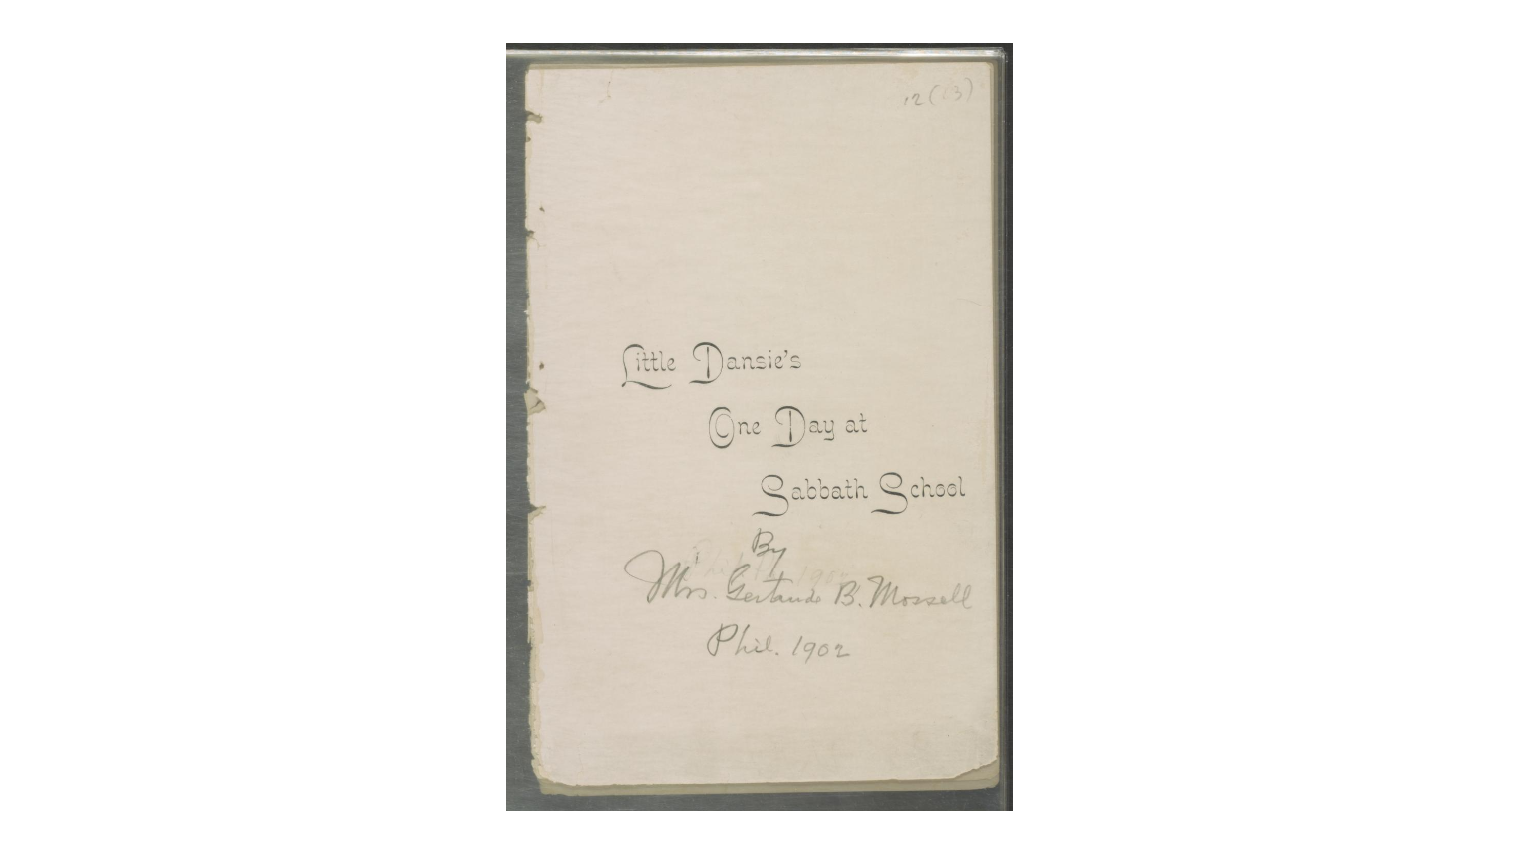 12(13)
Little Dansie's
One Day at
Sabbath School
By
Mrs. Gertrude B. Mossell
Phil. 1902